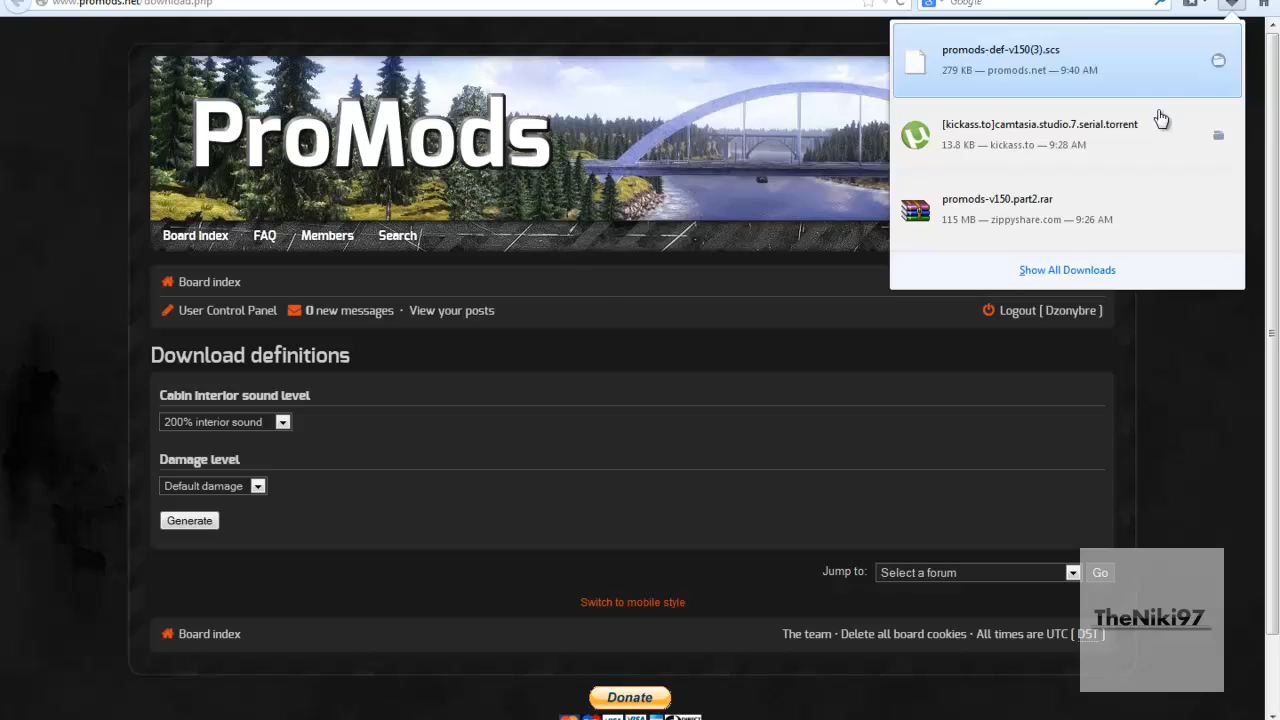 www.promods.net/download.php
Google
promods-def-v150(3).scs
279 KB — promods.net — 9:40 AM
[kickass.to]camtasia.studio.7.serial.torrent
13.8 KB — kickass.to — 9:28 AM
promods-v150.part2.rar
115 MB — zippyshare.com — 9:26 AM
Show All Downloads
ProMods
Board Index FAQ Members Search
Board index
User Control Panel 0 new messages · View your posts Logout [ Dzonybre ]
Download definitions
Cabin interior sound level
200% interior sound
Damage level
Default damage
Generate
Jump to: Select a forum Go
Switch to mobile style
TheNiki97
Board index The team · Delete all board cookies · All times are UTC [ DST ]
Donate